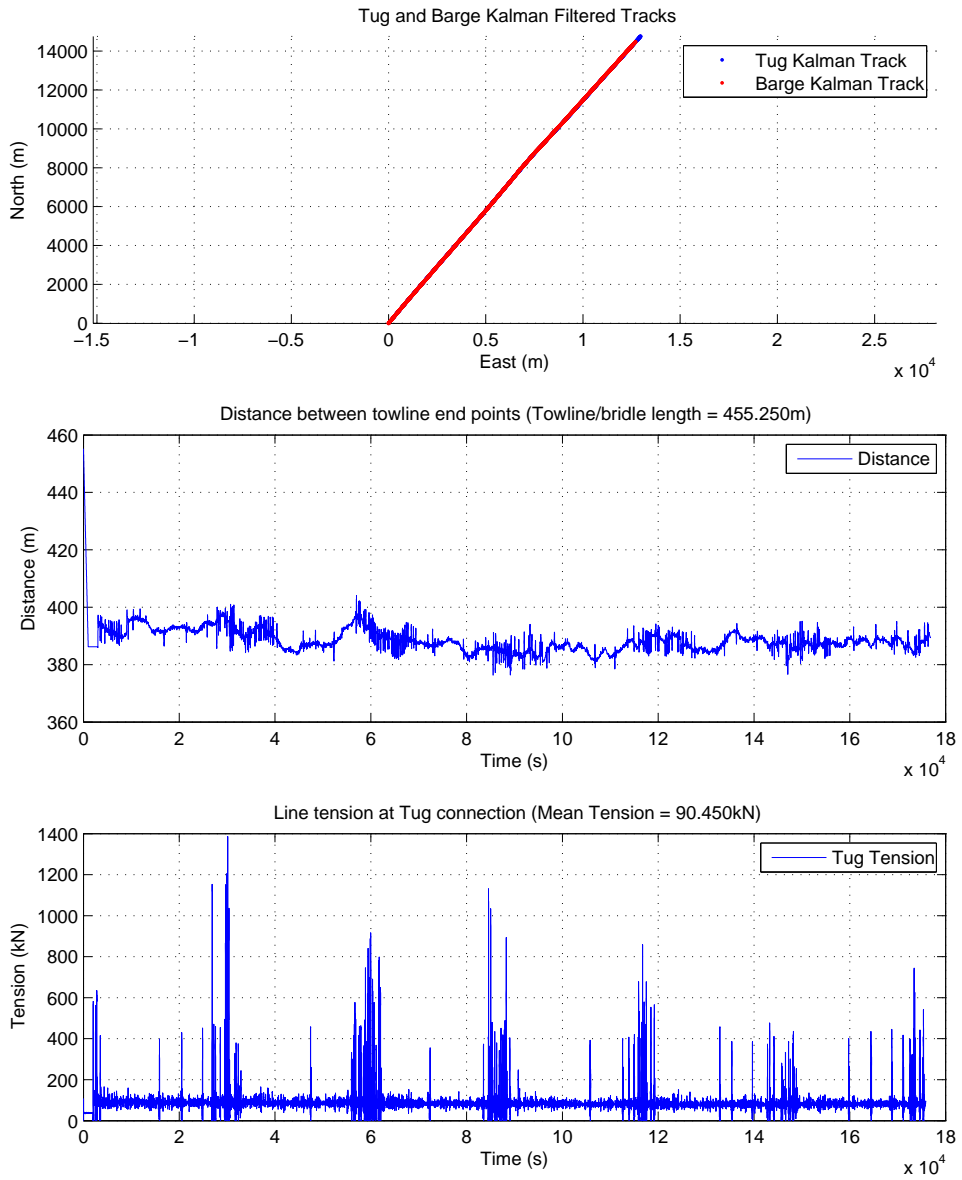 Tug and Barge Kalman Filtered Tracks
14000
12000
10000
8000
6000
4000
2000
0
North (m)
Tug Kalman Track
Barge Kalman Track
−1.5 −1 −0.5 0 0.5 1 1.5 2 2.5
x 10^4
East (m)
Distance between towline end points (Towline/bridle length = 455.250m)
460
440
420
400
380
360
Distance (m)
Distance
0 2 4 6 8 10 12 14 16 18
x 10^4
Time (s)
Line tension at Tug connection (Mean Tension = 90.450kN)
1400
1200
1000
800
600
400
200
0
Tension (kN)
Tug Tension
0 2 4 6 8 10 12 14 16 18
x 10^4
Time (s)